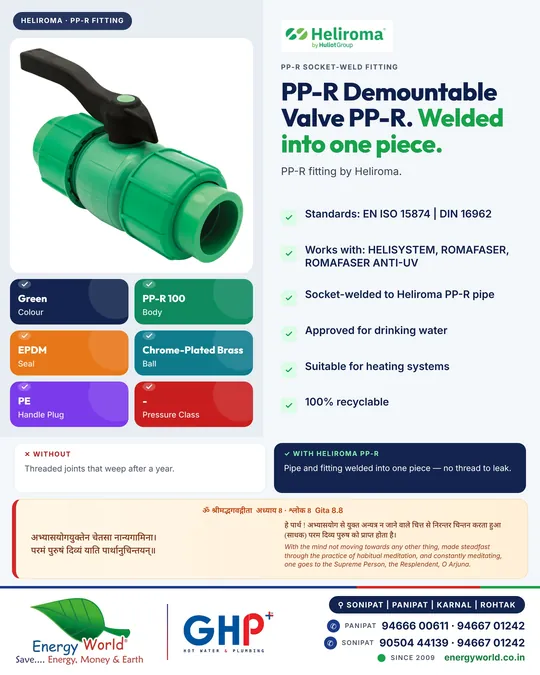 HELIROMA · PP-R FITTING
Heliroma®
by HuliotGroup
PP-R SOCKET-WELD FITTING
PP-R Demountable
Valve PP-R. Welded
into one piece.
PP-R fitting by Heliroma.
Standards: EN ISO 15874 | DIN 16962
Works with: HELISYSTEM, ROMAFASER,
ROMAFASER ANTI-UV
Socket-welded to Heliroma PP-R pipe
Approved for drinking water
Suitable for heating systems
100% recyclable
Green
Colour
PP-R 100
Body
EPDM
Seal
Chrome-Plated Brass
Ball
PE
Handle Plug
-
Pressure Class
✕ WITHOUT
Threaded joints that weep after a year.
✓ WITH HELIROMA PP-R
Pipe and fitting welded into one piece — no thread to leak.
ॐ श्रीमद्भगवद्गीता अध्याय 8 · श्लोक 8 Gita 8.8
अभ्यासयोगयुक्तेन चेतसा नान्यगामिना।
परमं पुरुषं दिव्यं याति पार्थानुचिन्तयन्॥
हे पार्थ ! अभ्यासयोग से युक्त अन्यत्र न जाने वाले चित्त से निरन्तर चिन्तन करता हुआ
(साधक) परम दिव्य पुरुष को प्राप्त होता है।
With the mind not moving towards any other thing, made steadfast
through the practice of habitual meditation, and constantly meditating,
one goes to the Supreme Person, the Resplendent, O Arjuna.
Energy World®
Save.... Energy, Money & Earth
GHP+
HOT WATER & PLUMBING
SONIPAT | PANIPAT | KARNAL | ROHTAK
PANIPAT 94666 00611 · 94667 01242
SONIPAT 90504 44139 · 94667 01242
SINCE 2009 energyworld.co.in